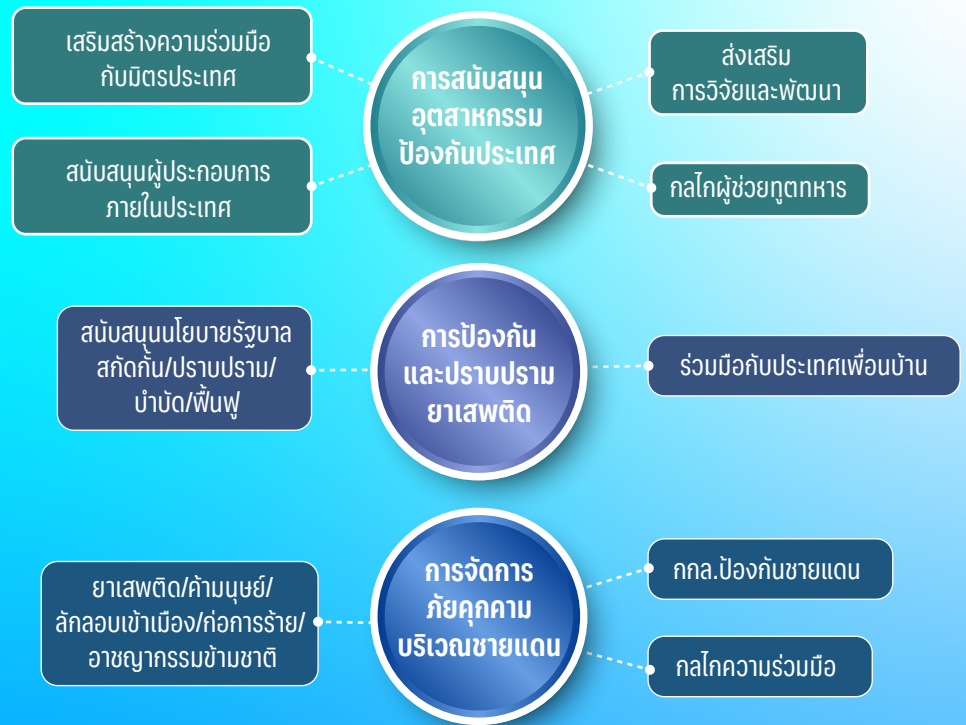 เสริมสร้างความร่วมมือ
กับมิตรประเทศ
สนับสนุนผู้ประกอบการ
ภายในประเทศ
การสนับสนุน
อุตสาหกรรม
ป้องกันประเทศ
ส่งเสริม
การวิจัยและพัฒนา
กลไกผู้ช่วยทูตทหาร
สนับสนุนนโยบายรัฐบาล
สกัดกั้น/ปราบปราม/
บำบัด/ฟื้นฟู
การป้องกัน
และปราบปราม
ยาเสพติด
ร่วมมือกับประเทศเพื่อนบ้าน
ยาเสพติด/ค้ามนุษย์/
ลักลอบเข้าเมือง/ก่อการร้าย/
อาชญากรรมข้ามชาติ
การจัดการ
ภัยคุกคาม
บริเวณชายแดน
กกล.ป้องกันชายแดน
กลไกความร่วมมือ